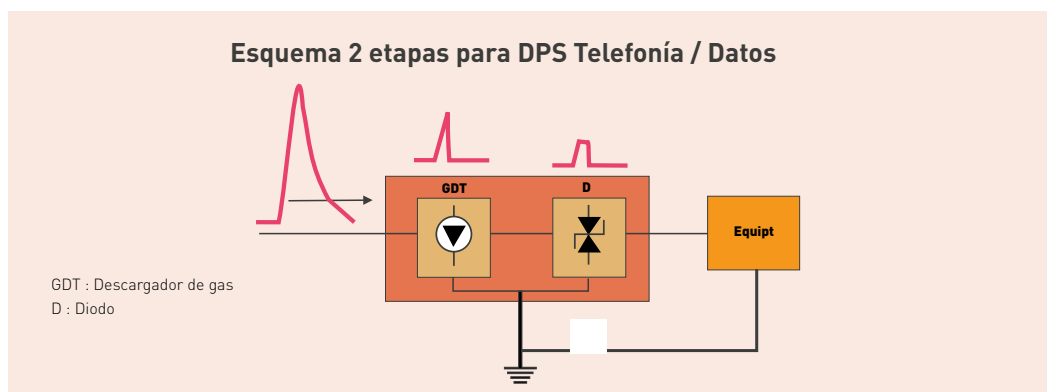 Esquema 2 etapas para DPS Telefonía / Datos
GDT
D
Equipt
GDT : Descargador de gas
D : Diodo